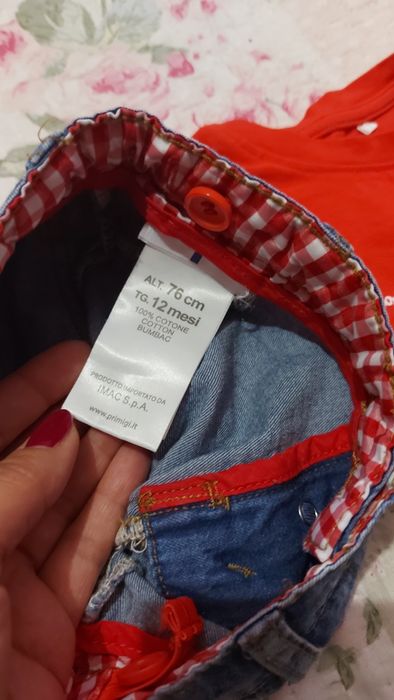 ALT. 76 cm
TG. 12 mesi
100% COTONE
COTTON
BUMBAC
PRODOTTO IMPORTATO DA
IMAC S.p.A.
www.primigi.it